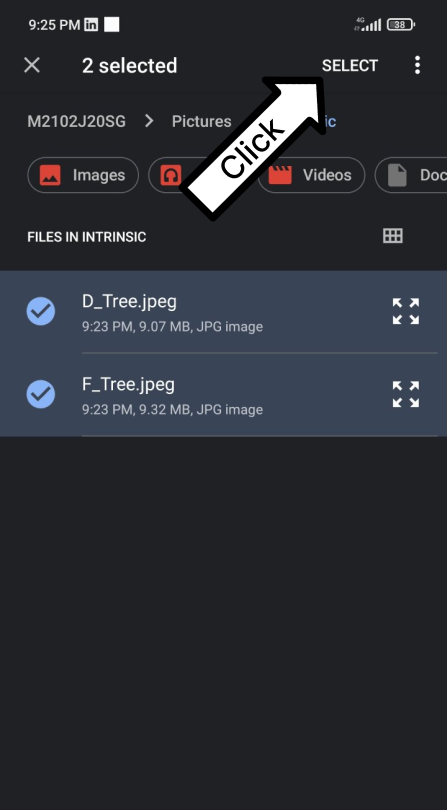 9:25 PM in 4G 38
2 selected SELECT
M2102J20SG > Pictures ic
Click
Images Videos Doc
FILES IN INTRINSIC
D_Tree.jpeg
9:23 PM, 9.07 MB, JPG image
F_Tree.jpeg
9:23 PM, 9.32 MB, JPG image